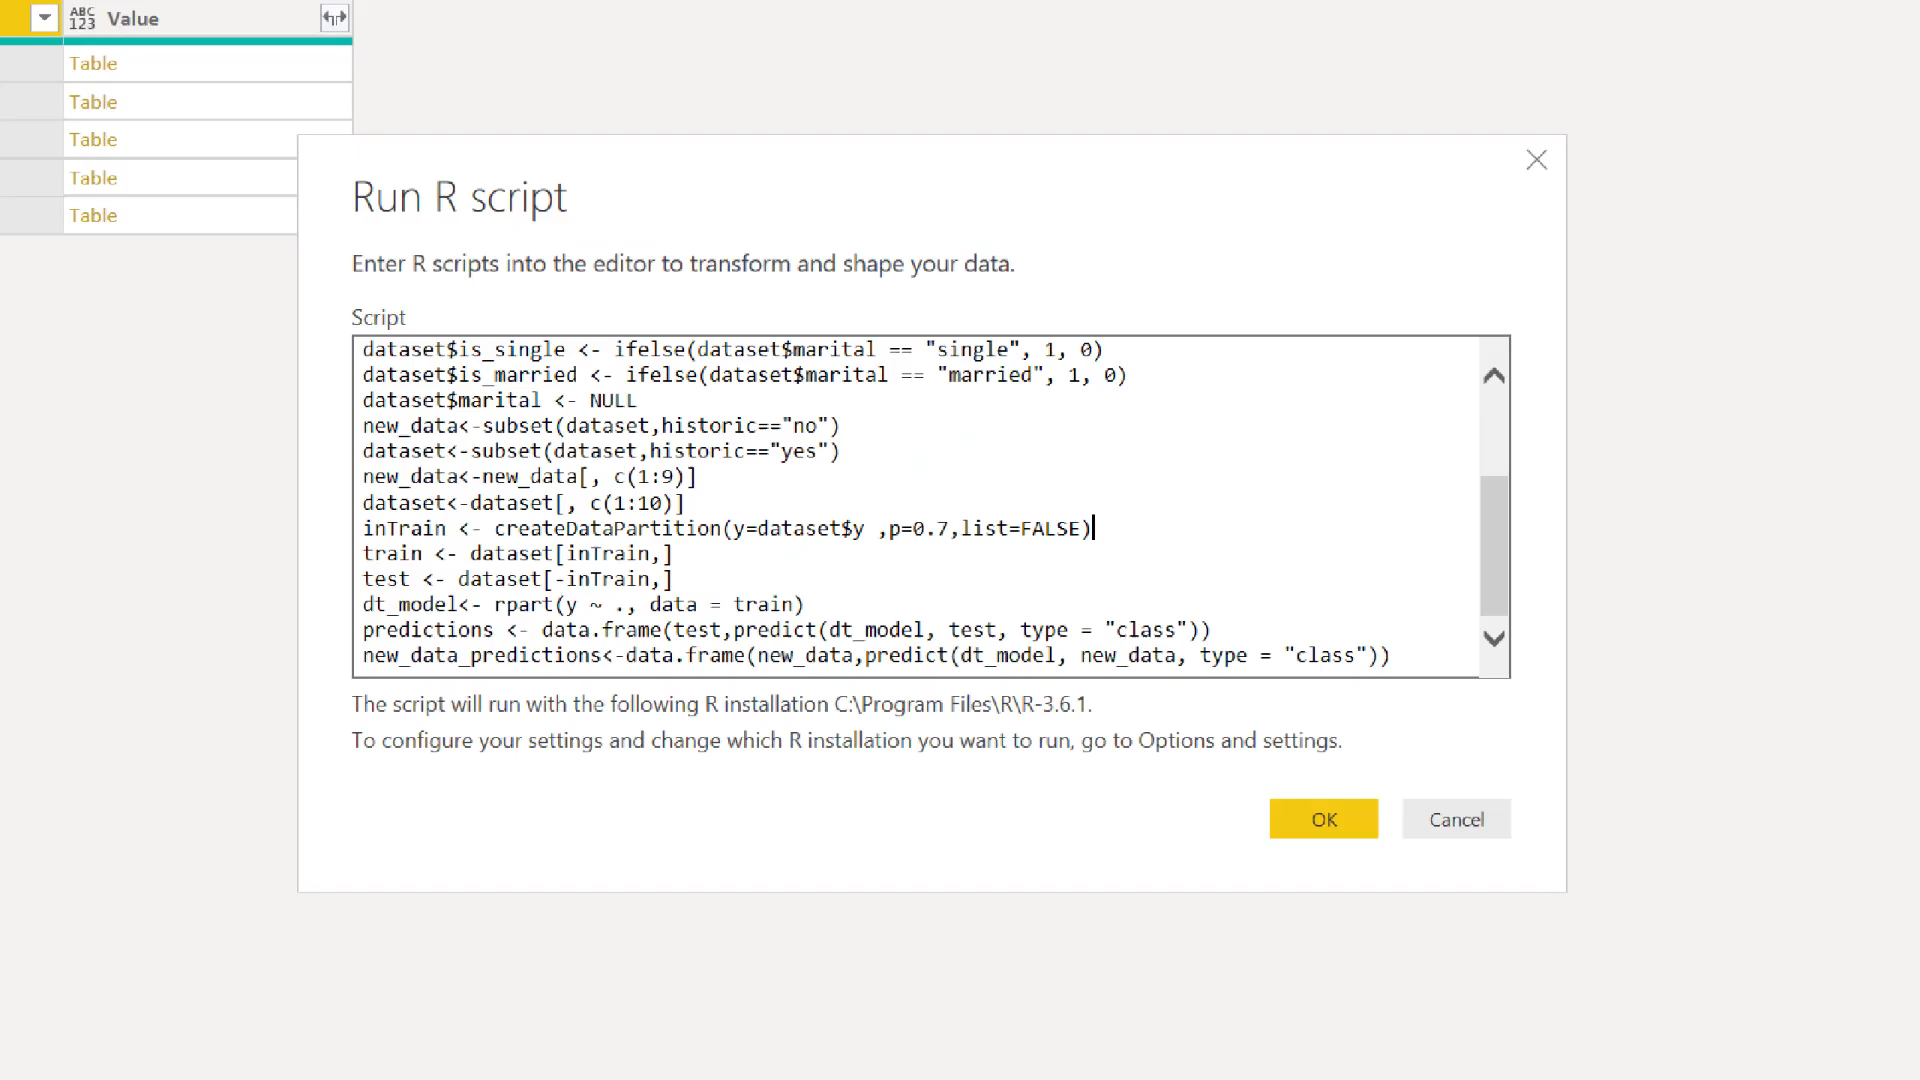 ABC
123 Value
Table
Table
Table
Table
Table
Run R script
Enter R scripts into the editor to transform and shape your data.
Script
dataset$is_single <- ifelse(dataset$marital == "single", 1, 0)
dataset$is_married <- ifelse(dataset$marital == "married", 1, 0)
dataset$marital <- NULL
new_data<-subset(dataset,historic=="no")
dataset<-subset(dataset,historic=="yes")
new_data<-new_data[, c(1:9)]
dataset<-dataset[, c(1:10)]
inTrain <- createDataPartition(y=dataset$y ,p=0.7,list=FALSE)
train <- dataset[inTrain,]
test <- dataset[-inTrain,]
dt_model<- rpart(y ~ ., data = train)
predictions <- data.frame(test,predict(dt_model, test, type = "class"))
new_data_predictions<-data.frame(new_data,predict(dt_model, new_data, type = "class"))
The script will run with the following R installation C:\Program Files\R\R-3.6.1.
To configure your settings and change which R installation you want to run, go to Options and settings.
OK Cancel